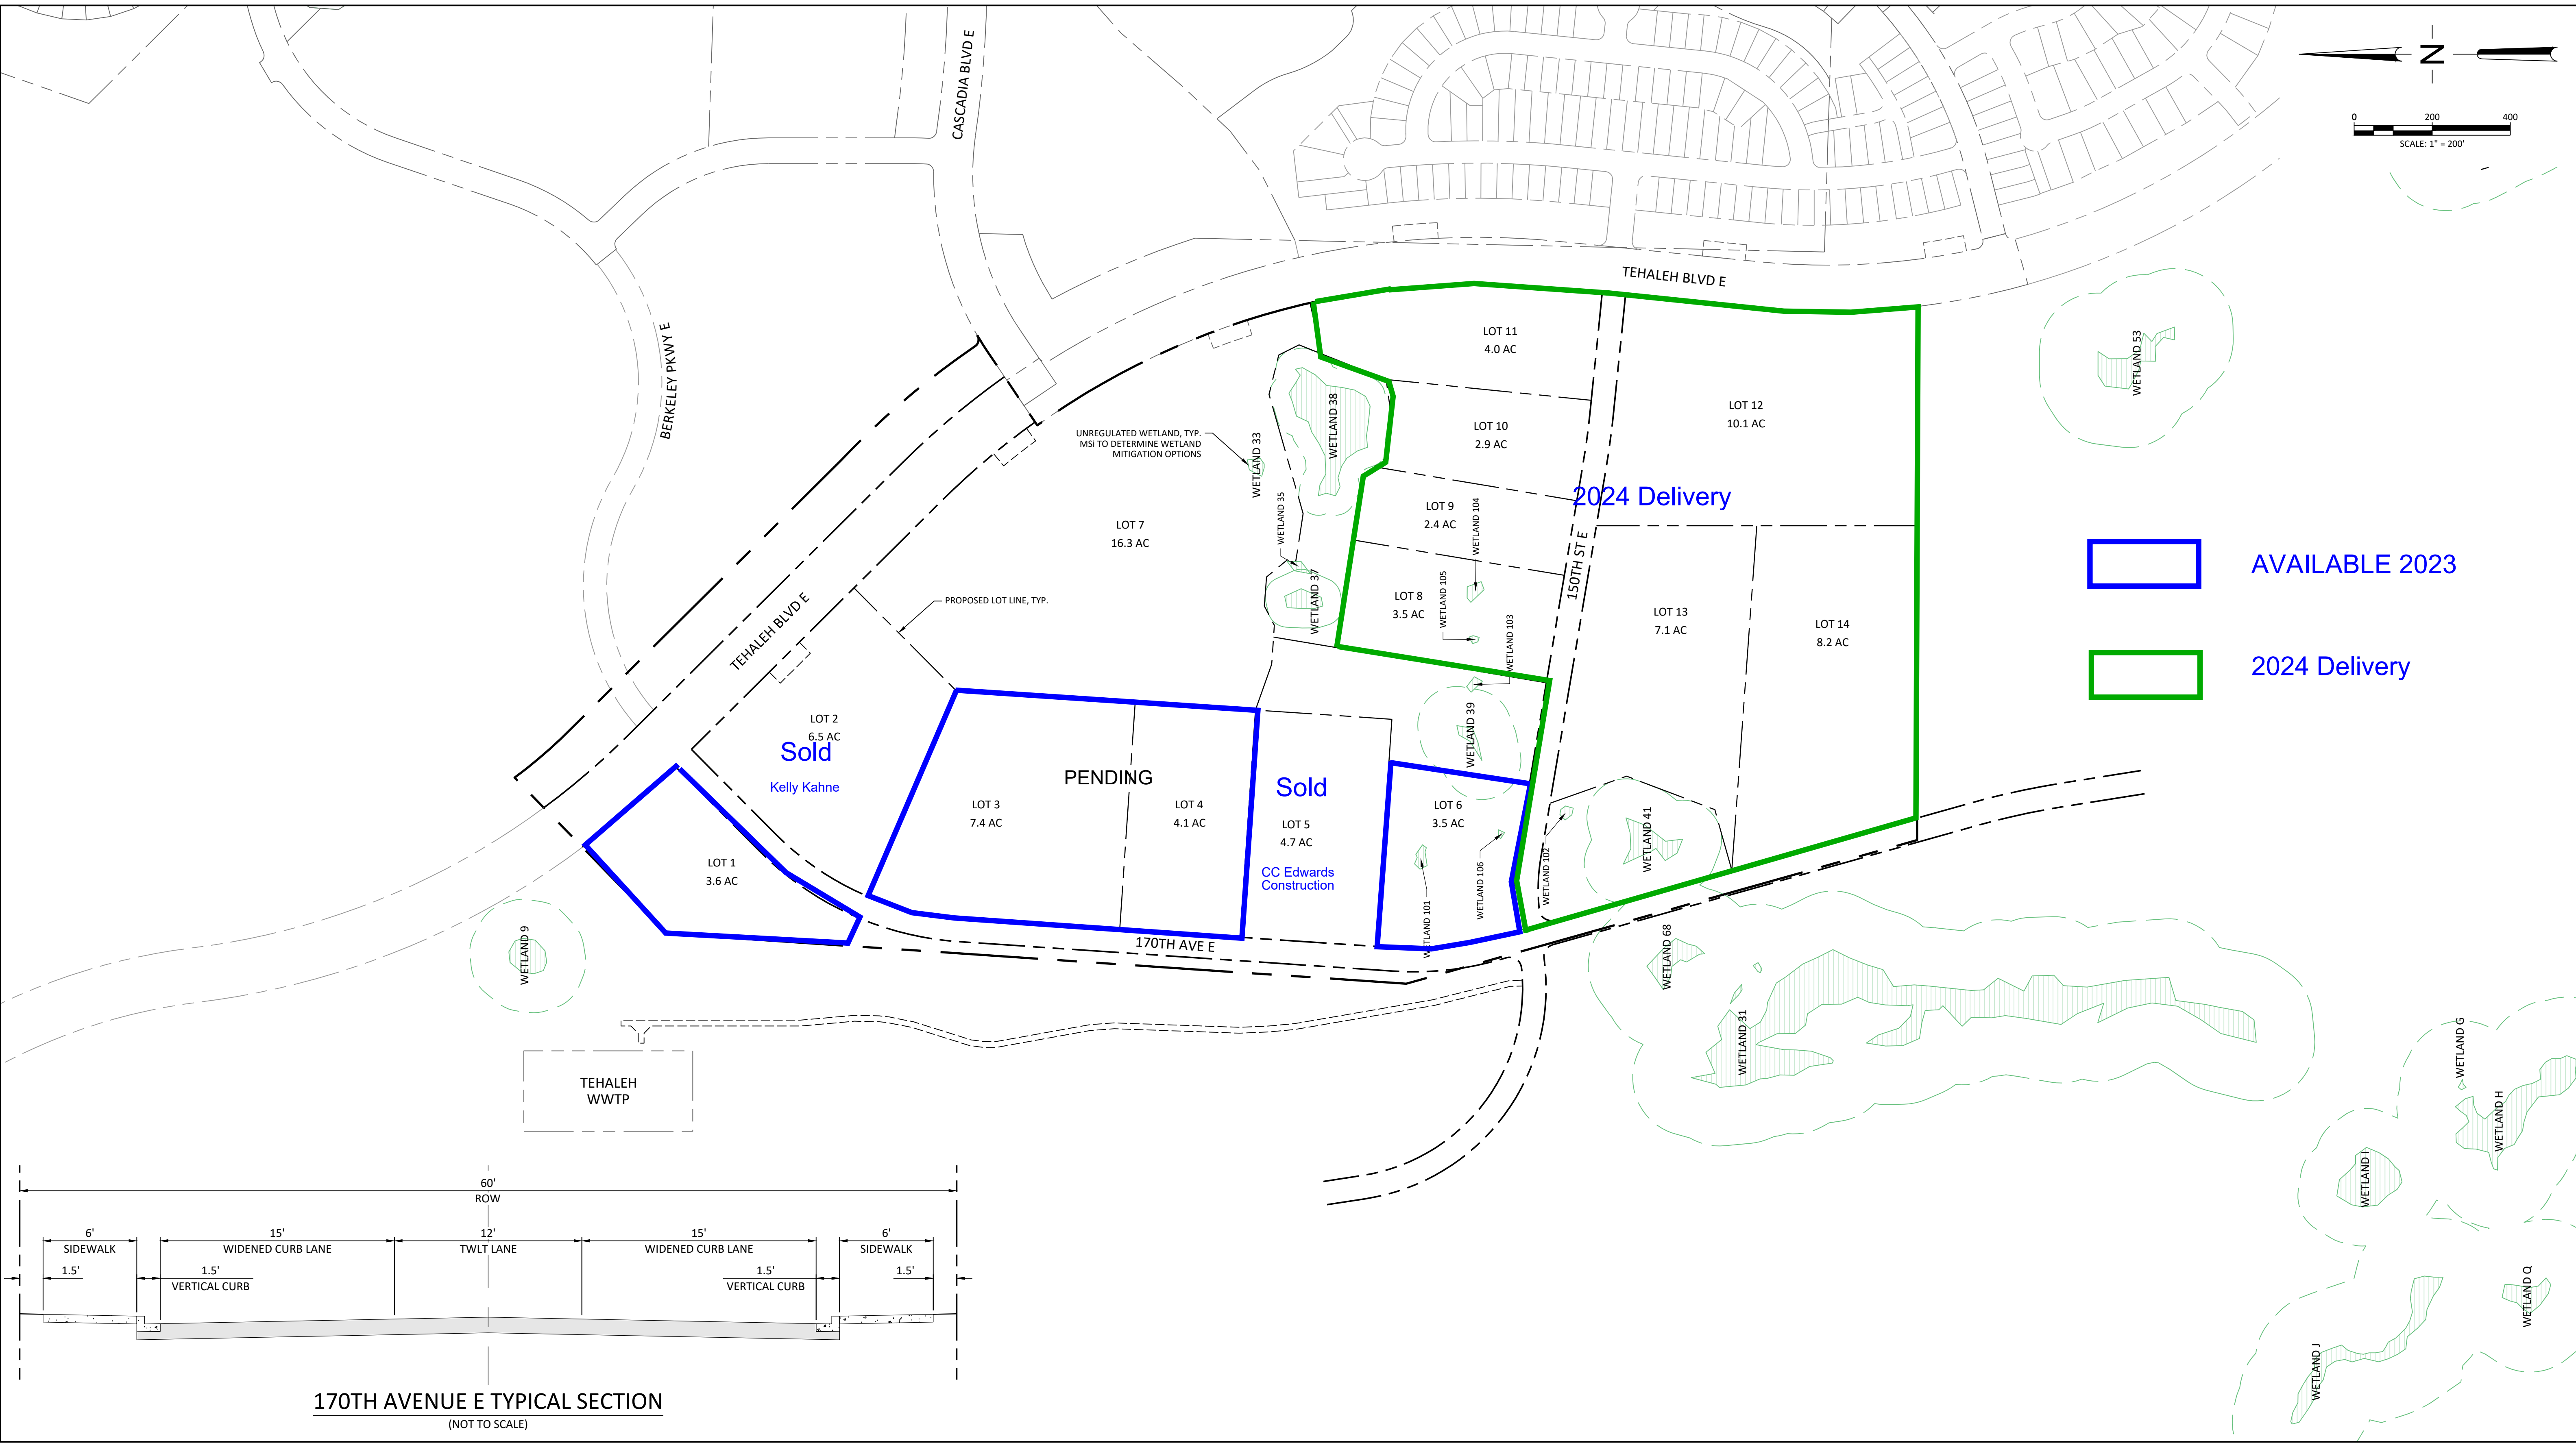 CASCADIA BLVD E
N
0 200 400
SCALE: 1" = 200'
BERKELEY PKWY E
TEHALEH BLVD E
TEHALEH BLVD E
LOT 11
4.0 AC
LOT 10
2.9 AC
LOT 12
10.1 AC
WETLAND 53
UNREGULATED WETLAND, TYP.
MSi TO DETERMINE WETLAND
MITIGATION OPTIONS
WETLAND 33
WETLAND 38
WETLAND 35
LOT 7
16.3 AC
LOT 9
2.4 AC
WETLAND 104
2024 Delivery
150TH ST E
AVAILABLE 2023
2024 Delivery
PROPOSED LOT LINE, TYP.
WETLAND 37
LOT 8
3.5 AC
WETLAND 105
WETLAND 103
LOT 13
7.1 AC
LOT 14
8.2 AC
LOT 2
6.5 AC
Sold
Kelly Kahne
WETLAND 39
PENDING
LOT 3
7.4 AC
LOT 4
4.1 AC
Sold
LOT 5
4.7 AC
CC Edwards
Construction
LOT 6
3.5 AC
WETLAND 101
WETLAND 106
WETLAND 102
WETLAND 41
LOT 1
3.6 AC
170TH AVE E
WETLAND 9
WETLAND 68
WETLAND 31
TEHALEH
WWTP
WETLAND G
WETLAND H
WETLAND I
WETLAND Q
WETLAND J
60'
ROW
6'
SIDEWALK
15'
WIDENED CURB LANE
12'
TWLT LANE
15'
WIDENED CURB LANE
6'
SIDEWALK
1.5'
1.5'
VERTICAL CURB
1.5'
VERTICAL CURB
1.5'
170TH AVENUE E TYPICAL SECTION
(NOT TO SCALE)